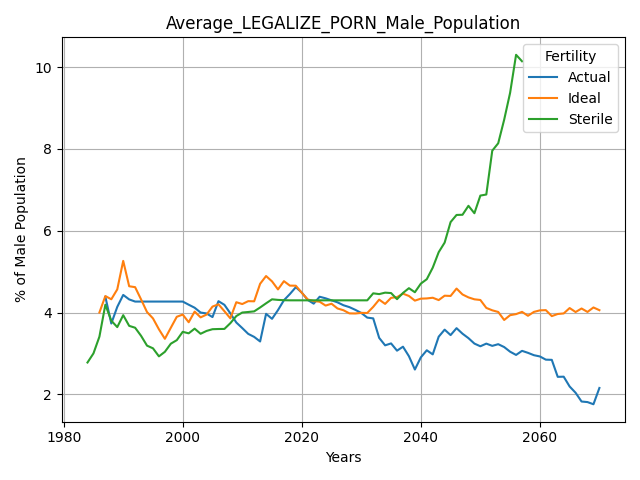 Average_LEGALIZE_PORN_Male_Population
% of Male Population
10
8
6
4
2
1980
2000
2020
2040
2060
Years
Fertility
Actual
Ideal
Sterile